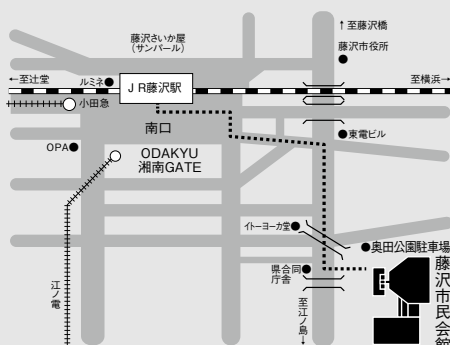 ↑至藤沢橋
藤沢さいか屋
(サンパール)
藤沢市役所
←至辻堂
ルミネ
JR藤沢駅
至横浜→
小田急
南口
東電ビル
OPA
ODAKYU
湘南GATE
イトーヨーカ堂
奥田公園駐車場
県合同
庁舎
藤沢市民会館
江ノ電
至江ノ島→